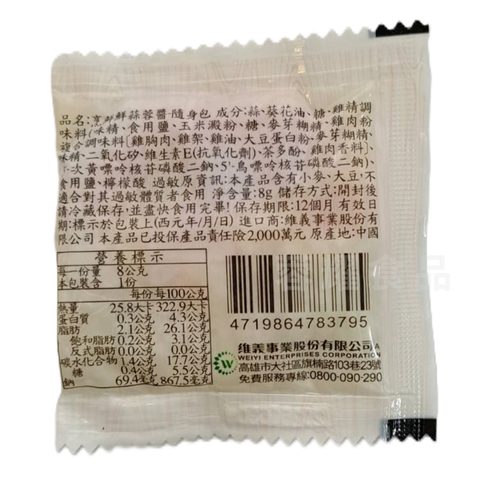 品名:京都鮮蒜蓉醬-隨身包 成分:蒜、葵花油、糖、雞精調
味料(味精、食用鹽、玉米澱粉、糖、麥芽糊精、雞肉粉、
複合調味料[雞胸肉、雞架、雞油、大豆蛋白粉、麥芽糊精、
味精、二氧化矽、維生素E(抗氧化劑)、茶多酚、雞肉香料]、
5'-次黃嘌呤核苷磷酸二鈉、5'-鳥嘌呤核苷磷酸二鈉)、
食用鹽、檸檬酸 過敏原資訊:本產品含有小麥、大豆,不
適合對其過敏體質者食用 淨含量:8g 儲存方式:開封後
請冷藏保存,並盡快食用完畢! 保存期限:12個月 有效日
期:標示於包裝上(西元年/月/日) 進口商:維義事業股份有
限公司 本產品已投保產品責任險2,000萬元 原產地:中國
營養標示
每一份量 8公克
本包裝含 1份
每份 每100公克
熱量 25.8大卡 322.9大卡
蛋白質 0.3公克 4.3公克
脂肪 2.1公克 26.1公克
飽和脂肪 0.2公克 3.1公克
反式脂肪 0.0公克 0.0公克
碳水化合物 1.4公克 17.7公克
糖 0.4公克 5.5公克
鈉 69.4毫克 867.5毫克
4719864783795
W
維義事業股份有限公司
WEIYI ENTERPRISES CORPORATION
高雄市大社區旗楠路103巷23號
免費服務專線:0800-090-290